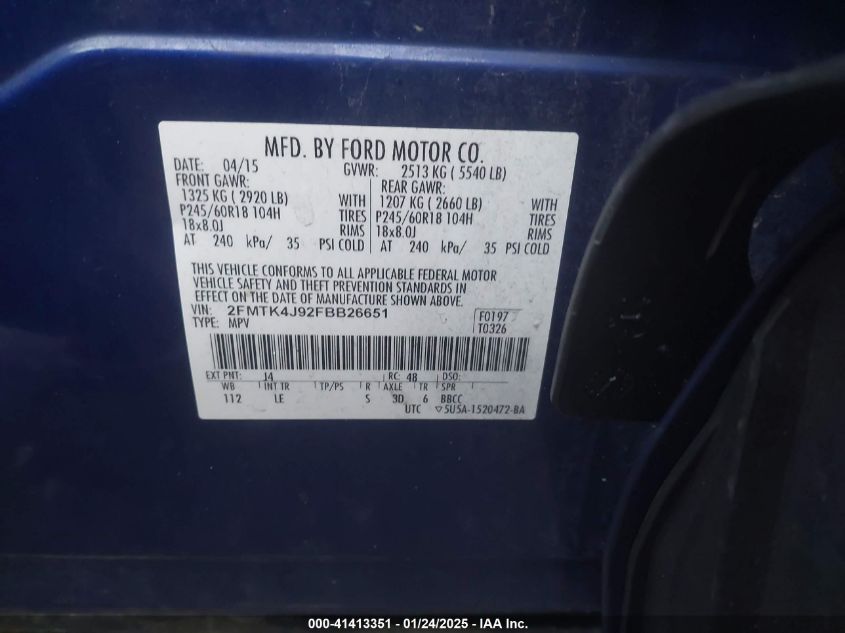 MFD. BY FORD MOTOR CO.
DATE: 04/15 GVWR: 2513 KG ( 5540 LB)
FRONT GAWR: REAR GAWR:
1325 KG ( 2920 LB) WITH 1207 KG ( 2660 LB) WITH
P245/60R18 104H TIRES P245/60R18 104H TIRES
18x8.0J RIMS 18x8.0J RIMS
AT 240 kPa/ 35 PSI COLD AT 240 kPa/ 35 PSI COLD
THIS VEHICLE CONFORMS TO ALL APPLICABLE FEDERAL MOTOR
VEHICLE SAFETY AND THEFT PREVENTION STANDARDS IN
EFFECT ON THE DATE OF MANUFACTURE SHOWN ABOVE.
VIN: 2FMTK4J92FBB26651 F0197
TYPE: MPV T0326
EXT PNT: J4 RC: 48 DSO:
WB INT TR TP/PS R AXLE TR SPR
112 LE S 3D 6 BBCC
UTC ▽5U5A-1520472-BA
000-41413351 - 01/24/2025 - IAA Inc.